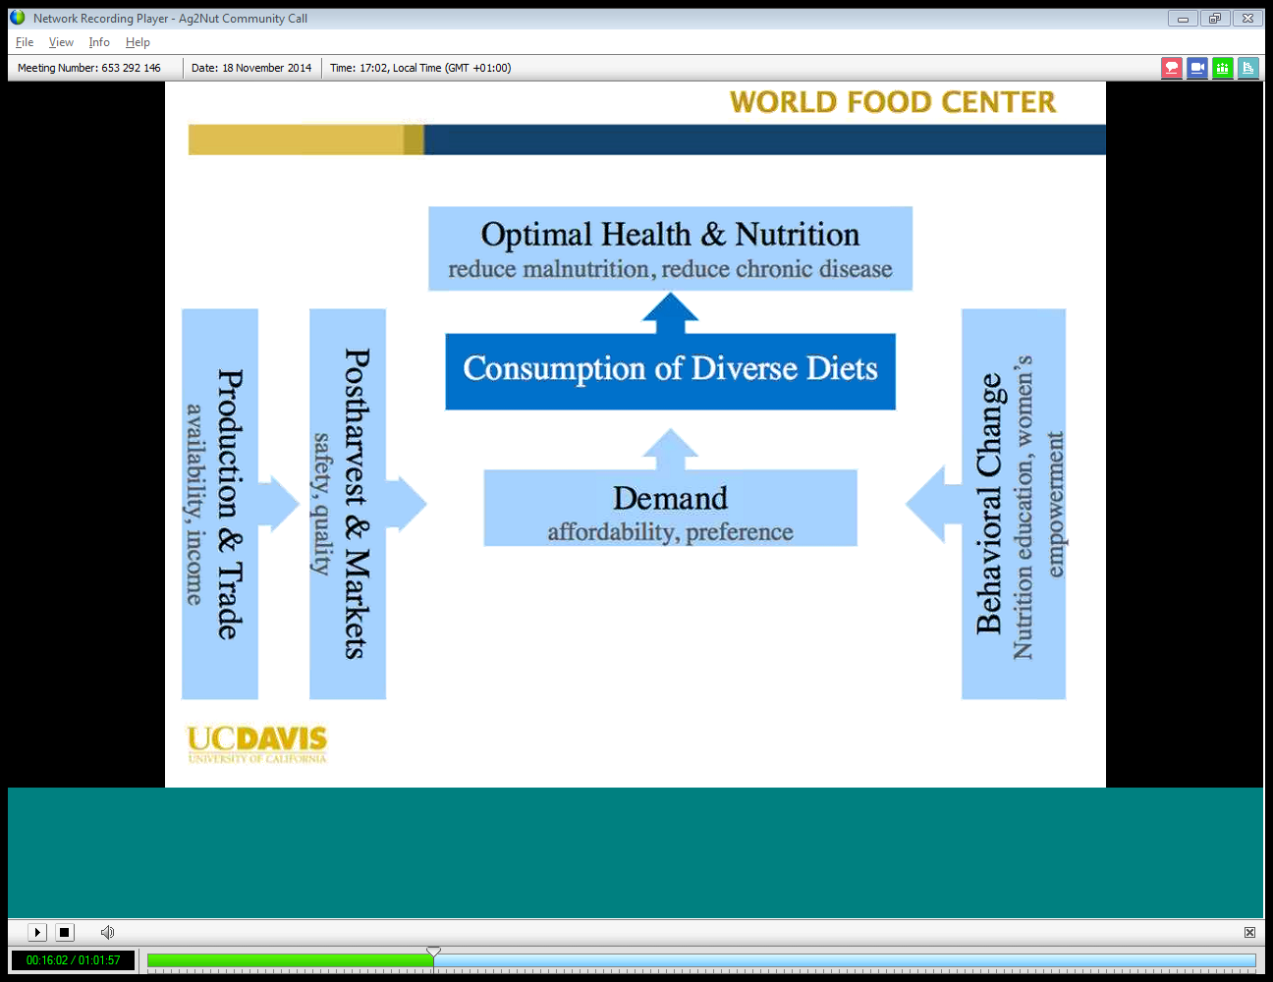 Network Recording Player - Ag2Nut Community Call
File View Info Help
Meeting Number: 653 292 146 Date: 18 November 2014 Time: 17:02, Local Time (GMT +01:00)
WORLD FOOD CENTER
Optimal Health & Nutrition
reduce malnutrition, reduce chronic disease
Consumption of Diverse Diets
Demand
affordability, preference
Production & Trade
availability, income
Postharvest & Markets
safety, quality
Behavioral Change
Nutrition education, women's
empowerment
UCDAVIS
UNIVERSITY OF CALIFORNIA
00:16:02 / 01:01:57